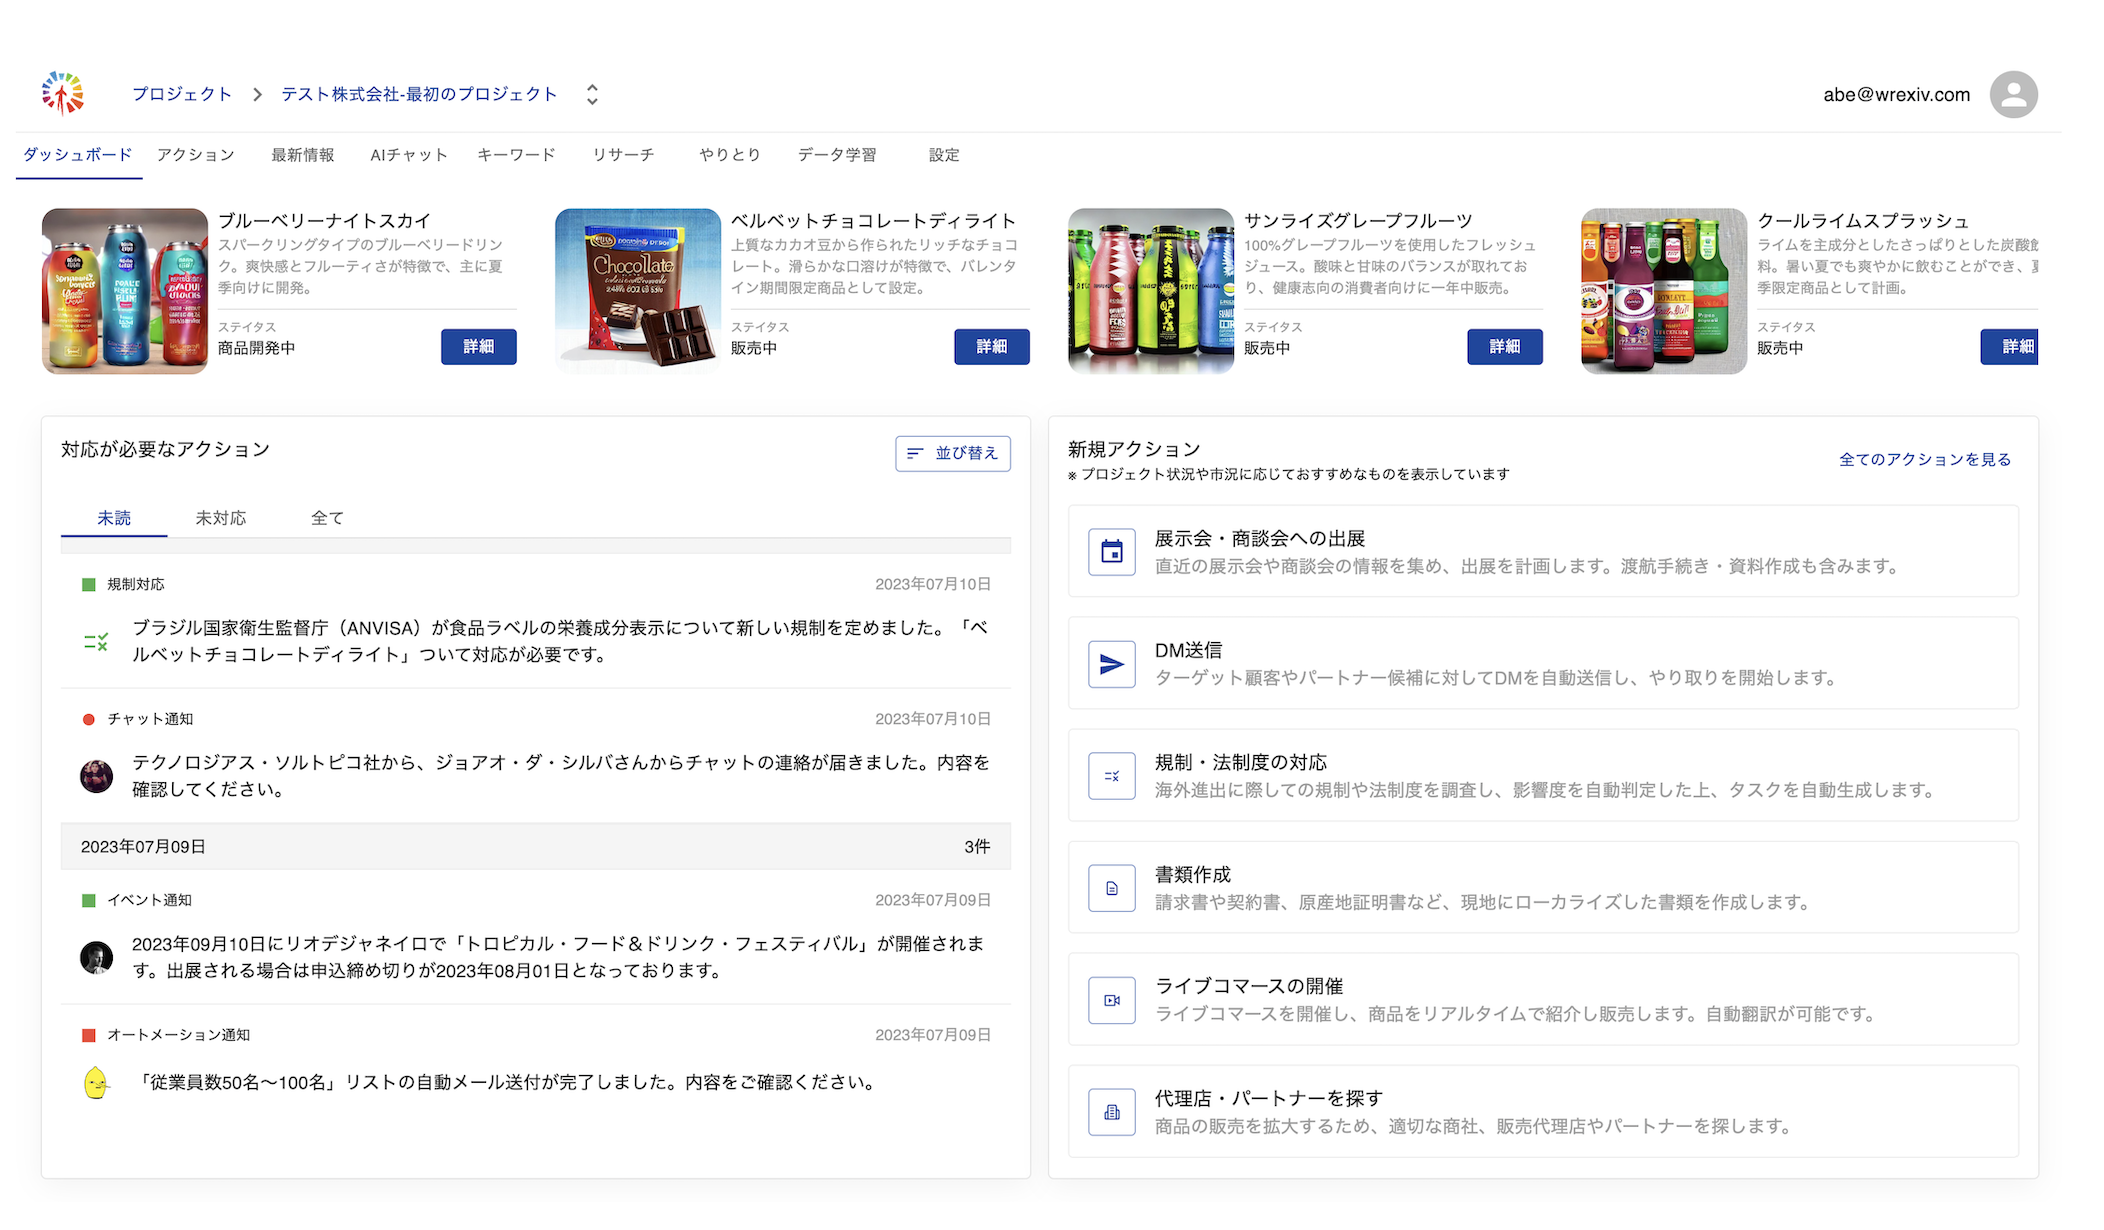 プロジェクト
テスト株式会社-最初のプロジェクト
abe@wrexiv.com
ダッシュボード
アクション
最新情報
AIチャット
キーワード
リサーチ
やりとり
データ学習
設定
ブルーベリーナイトスカイ
スパークリングタイプのブルーベリードリン
ク。爽快感とフルーティさが特徴で、主に夏
季向けに開発。
ステイタス
商品開発中
詳細
Chocollate
ベルベットチョコレートディライト
上質なカカオ豆から作られたリッチなチョコ
レート。滑らかな口溶けが特徴で、バレンタ
イン期間限定商品として設定。
ステイタス
販売中
詳細
サンライズグレープフルーツ
100%グレープフルーツを使用したフレッシュ
ジュース。酸味と甘味のバランスが取れてお
り、健康志向の消費者向けに一年中販売。
ステイタス
販売中
詳細
クールライムスプラッシュ
ライムを主成分としたさっぱりとした炭酸飲
料。暑い夏でも爽やかに飲むことができ、夏
季限定商品として計画。
ステイタス
販売中
詳細
対応が必要なアクション
並び替え
未読
未対応
全て
規制対応
2023年07月10日
ブラジル国家衛生監督庁（ANVISA）が食品ラベルの栄養成分表示について新しい規制を定めました。「ベ
ルベットチョコレートディライト」ついて対応が必要です。
チャット通知
2023年07月10日
テクノロジアス・ソルトピコ社から、ジョアオ・ダ・シルバさんからチャットの連絡が届きました。内容を
確認してください。
2023年07月09日
3件
イベント通知
2023年07月09日
2023年09月10日にリオデジャネイロで「トロピカル・フード＆ドリンク・フェスティバル」が開催されま
す。出展される場合は申込締め切りが2023年08月01日となっております。
オートメーション通知
2023年07月09日
「従業員数50名〜100名」リストの自動メール送付が完了しました。内容をご確認ください。
新規アクション
※ プロジェクト状況や市況に応じておすすめなものを表示しています
全てのアクションを見る
展示会・商談会への出展
直近の展示会や商談会の情報を集め、出展を計画します。渡航手続き・資料作成も含みます。
DM送信
ターゲット顧客やパートナー候補に対してDMを自動送信し、やり取りを開始します。
規制・法制度の対応
海外進出に際しての規制や法制度を調査し、影響度を自動判定した上、タスクを自動生成します。
書類作成
請求書や契約書、原産地証明書など、現地にローカライズした書類を作成します。
ライブコマースの開催
ライブコマースを開催し、商品をリアルタイムで紹介し販売します。自動翻訳が可能です。
代理店・パートナーを探す
商品の販売を拡大するため、適切な商社、販売代理店やパートナーを探します。